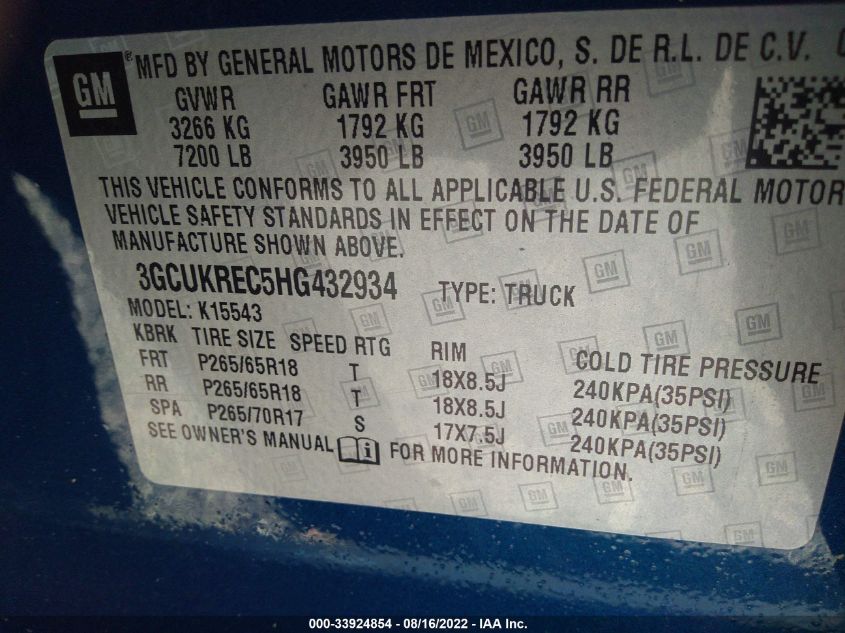 GM ® MFD BY GENERAL MOTORS DE MEXICO, S. DE R.L. DE C.V.
GVWR GAWR FRT GAWR RR
3266 KG 1792 KG 1792 KG
7200 LB 3950 LB 3950 LB
THIS VEHICLE CONFORMS TO ALL APPLICABLE U.S. FEDERAL MOTOR
VEHICLE SAFETY STANDARDS IN EFFECT ON THE DATE OF
MANUFACTURE SHOWN ABOVE.
3GCUKREC5HG432934 TYPE: TRUCK
MODEL: K15543
KBRK TIRE SIZE SPEED RTG RIM COLD TIRE PRESSURE
FRT P265/65R18 T 18X8.5J 240KPA(35PSI)
RR P265/65R18 T 18X8.5J 240KPA(35PSI)
SPA P265/70R17 S 17X7.5J 240KPA(35PSI)
SEE OWNER'S MANUAL i FOR MORE INFORMATION.
000-33924854 - 08/16/2022 - IAA Inc.